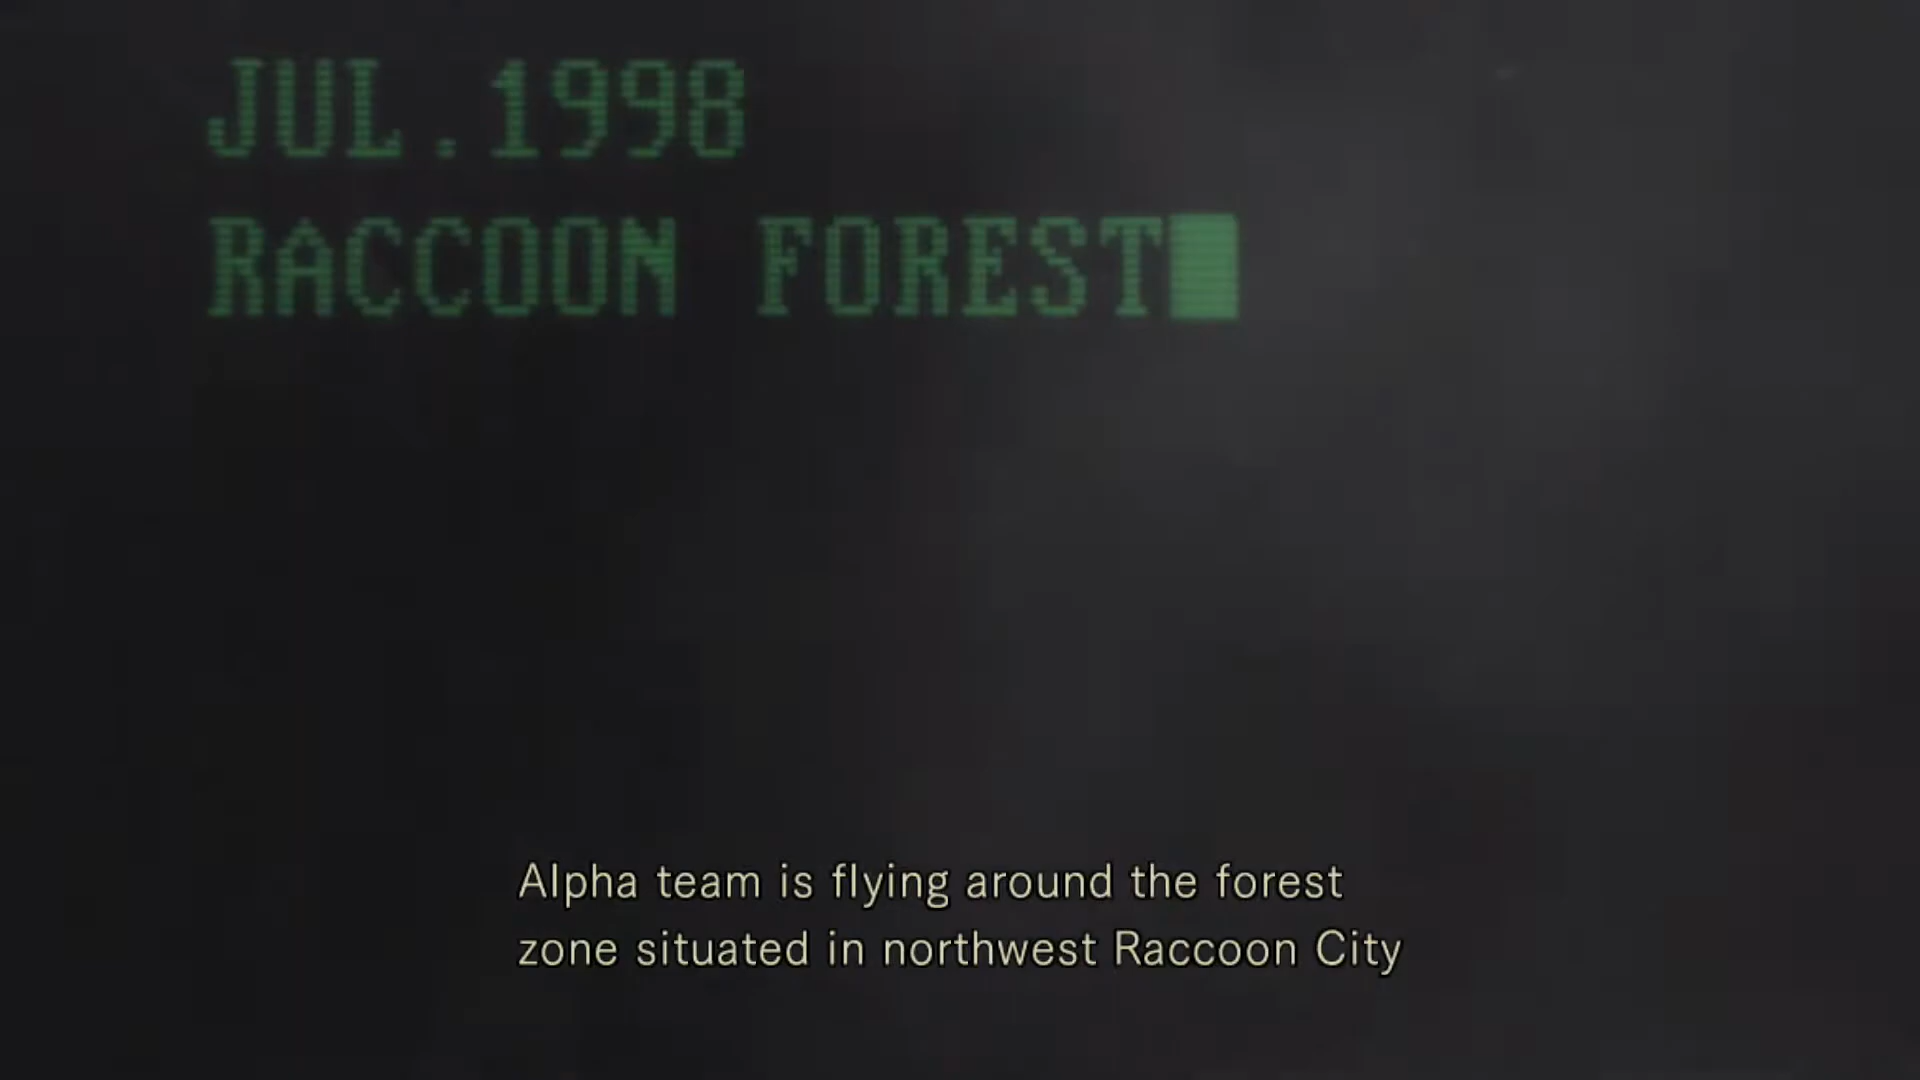 JUL.1998
RACCOON FOREST
Alpha team is flying around the forest
zone situated in northwest Raccoon City